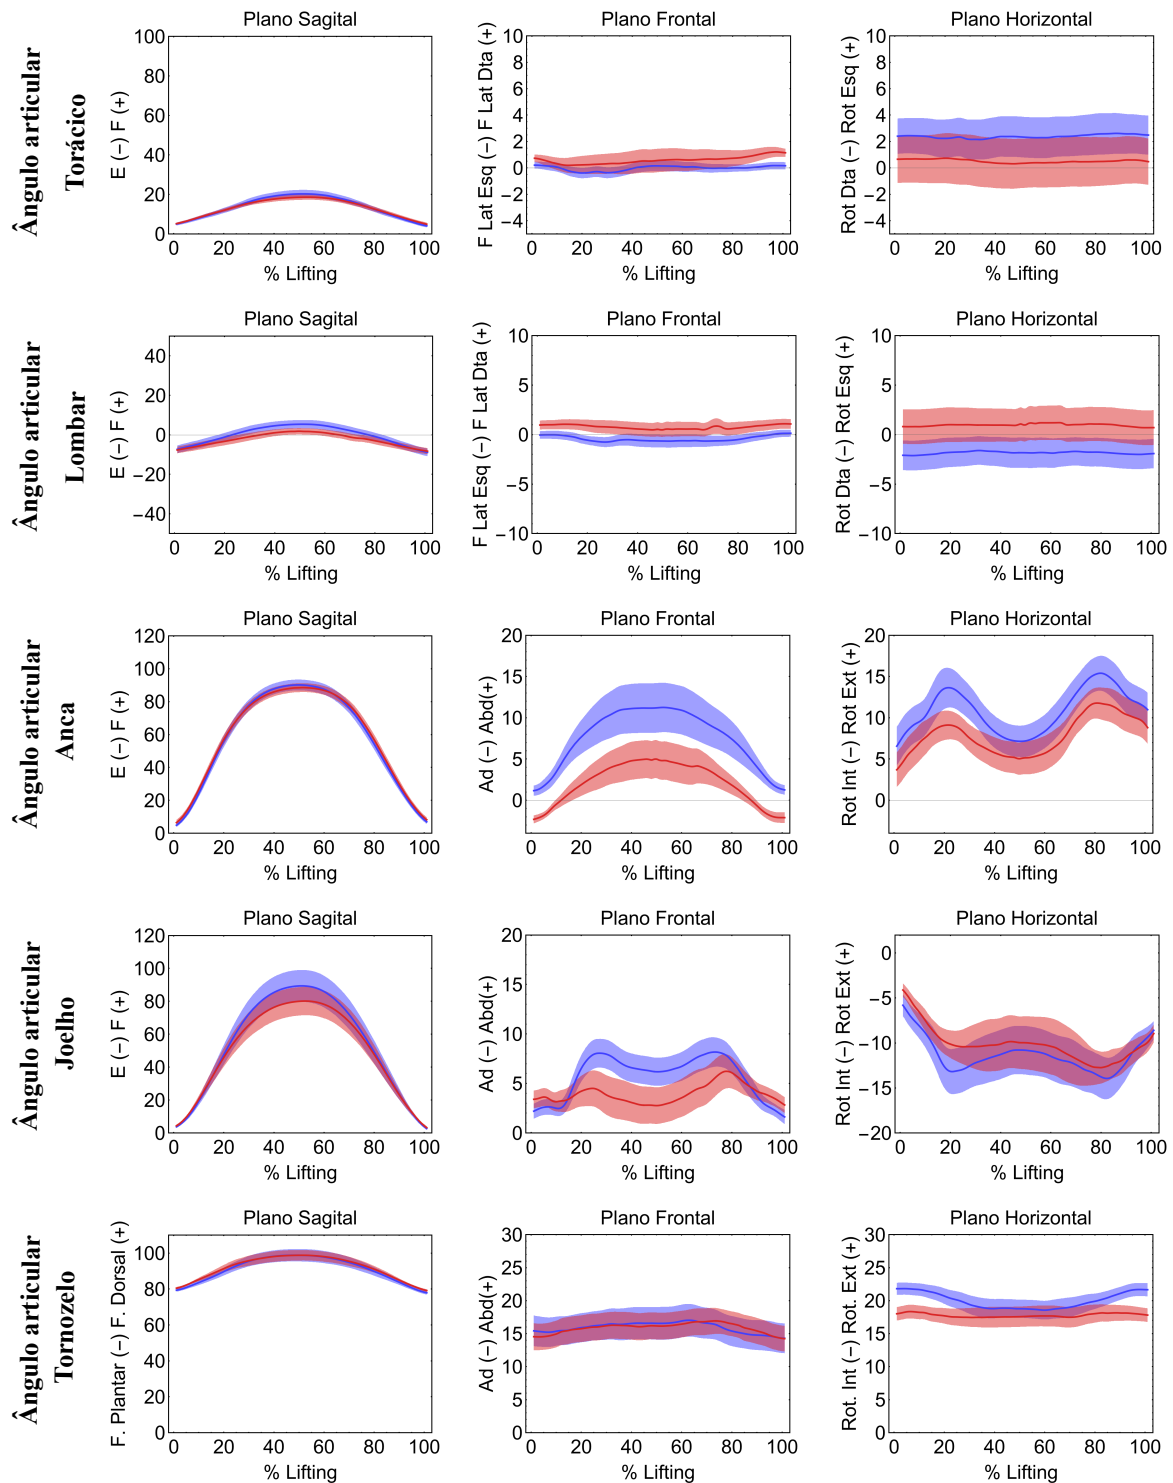 Ângulo articular
Torácico
Plano Sagital
E (−) F (+)
100
80
60
40
20
0
0 20 40 60 80 100
% Lifting
Plano Frontal
F Lat Esq (−) F Lat Dta (+)
10
8
6
4
2
0
−2
−4
0 20 40 60 80 100
% Lifting
Plano Horizontal
Rot Dta (−) Rot Esq (+)
10
8
6
4
2
0
−2
−4
0 20 40 60 80 100
% Lifting
Ângulo articular
Lombar
Plano Sagital
E (−) F (+)
40
20
0
−20
−40
0 20 40 60 80 100
% Lifting
Plano Frontal
F Lat Esq (−) F Lat Dta (+)
10
5
0
−5
−10
0 20 40 60 80 100
% Lifting
Plano Horizontal
Rot Dta (−) Rot Esq (+)
10
5
0
−5
−10
0 20 40 60 80 100
% Lifting
Ângulo articular
Anca
Plano Sagital
E (−) F (+)
120
100
80
60
40
20
0
0 20 40 60 80 100
% Lifting
Plano Frontal
Ad (−) Abd(+)
20
15
10
5
0
0 20 40 60 80 100
% Lifting
Plano Horizontal
Rot Int (−) Rot Ext (+)
20
15
10
5
0
0 20 40 60 80 100
% Lifting
Ângulo articular
Joelho
Plano Sagital
E (−) F (+)
120
100
80
60
40
20
0
0 20 40 60 80 100
% Lifting
Plano Frontal
Ad (−) Abd(+)
20
15
10
5
0
0 20 40 60 80 100
% Lifting
Plano Horizontal
Rot Int (−) Rot Ext (+)
0
−5
−10
−15
−20
0 20 40 60 80 100
% Lifting
Ângulo articular
Tornozelo
Plano Sagital
F. Plantar (−) F. Dorsal (+)
100
80
60
40
20
0
0 20 40 60 80 100
% Lifting
Plano Frontal
Ad (−) Abd(+)
30
25
20
15
10
5
0
0 20 40 60 80 100
% Lifting
Plano Horizontal
Rot. Int (−) Rot. Ext (+)
30
25
20
15
10
5
0
0 20 40 60 80 100
% Lifting